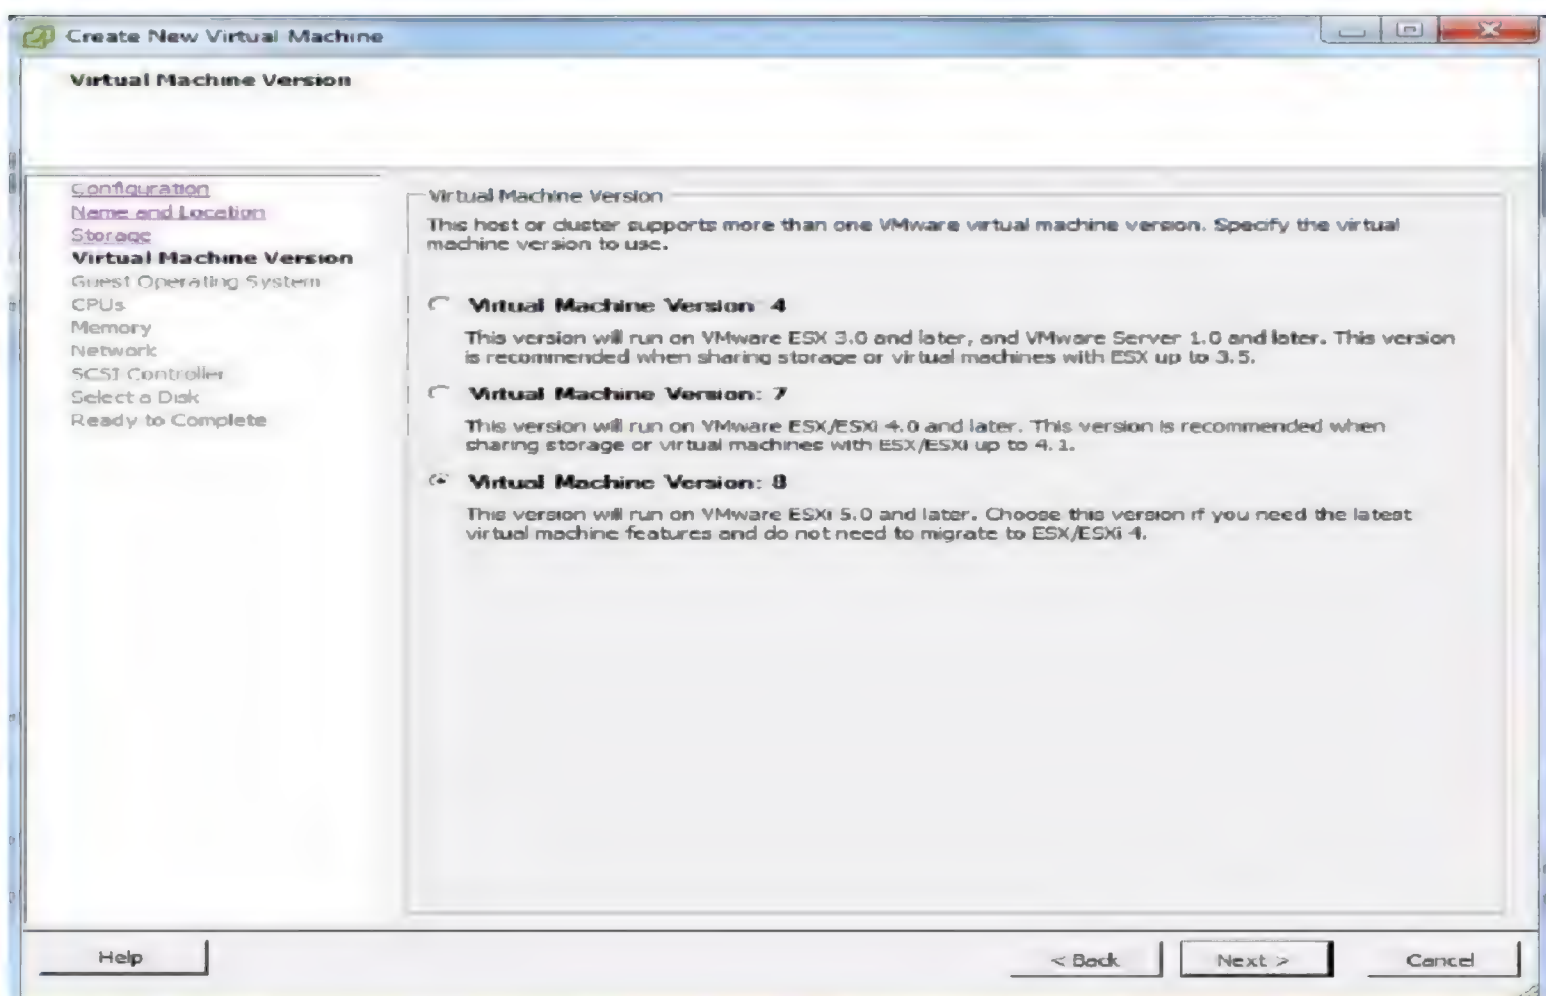 Create New Virtual Machine
Virtual Machine Version
Configuration
Name and Location
Storage
Virtual Machine Version
Guest Operating System
CPUs
Memory
Network
SCSI Controller
Select a Disk
Ready to Complete
Virtual Machine Version
This host or cluster supports more than one VMware virtual machine version. Specify the virtual
machine version to use.
Virtual Machine Version: 4
This version will run on VMware ESX 3.0 and later, and VMware Server 1.0 and later. This version
is recommended when sharing storage or virtual machines with ESX up to 3.5.
Virtual Machine Version: 7
This version will run on VMware ESX/ESXi 4.0 and later. This version is recommended when
sharing storage or virtual machines with ESX/ESXi up to 4.1.
Virtual Machine Version: 8
This version will run on VMware ESXi 5.0 and later. Choose this version if you need the latest
virtual machine features and do not need to migrate to ESX/ESXi 4.
Help
< Back
Next >
Cancel